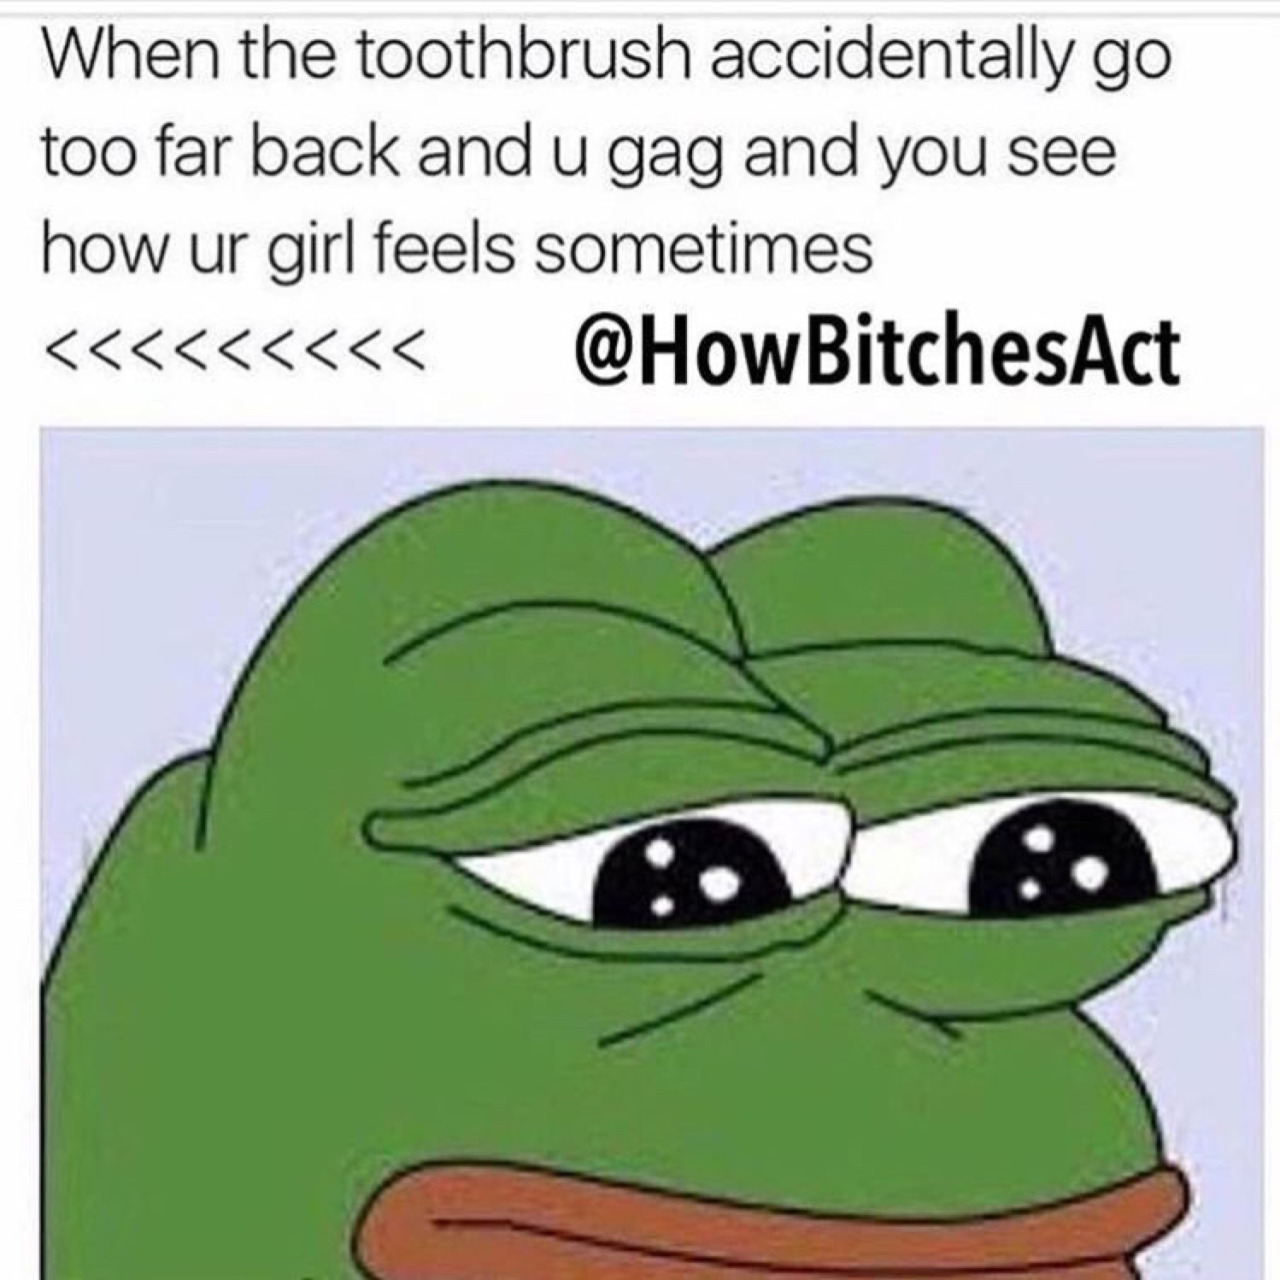 When the toothbrush accidentally go
too far back and u gag and you see
how ur girl feels sometimes
<<<<<<<<< @HowBitchesAct